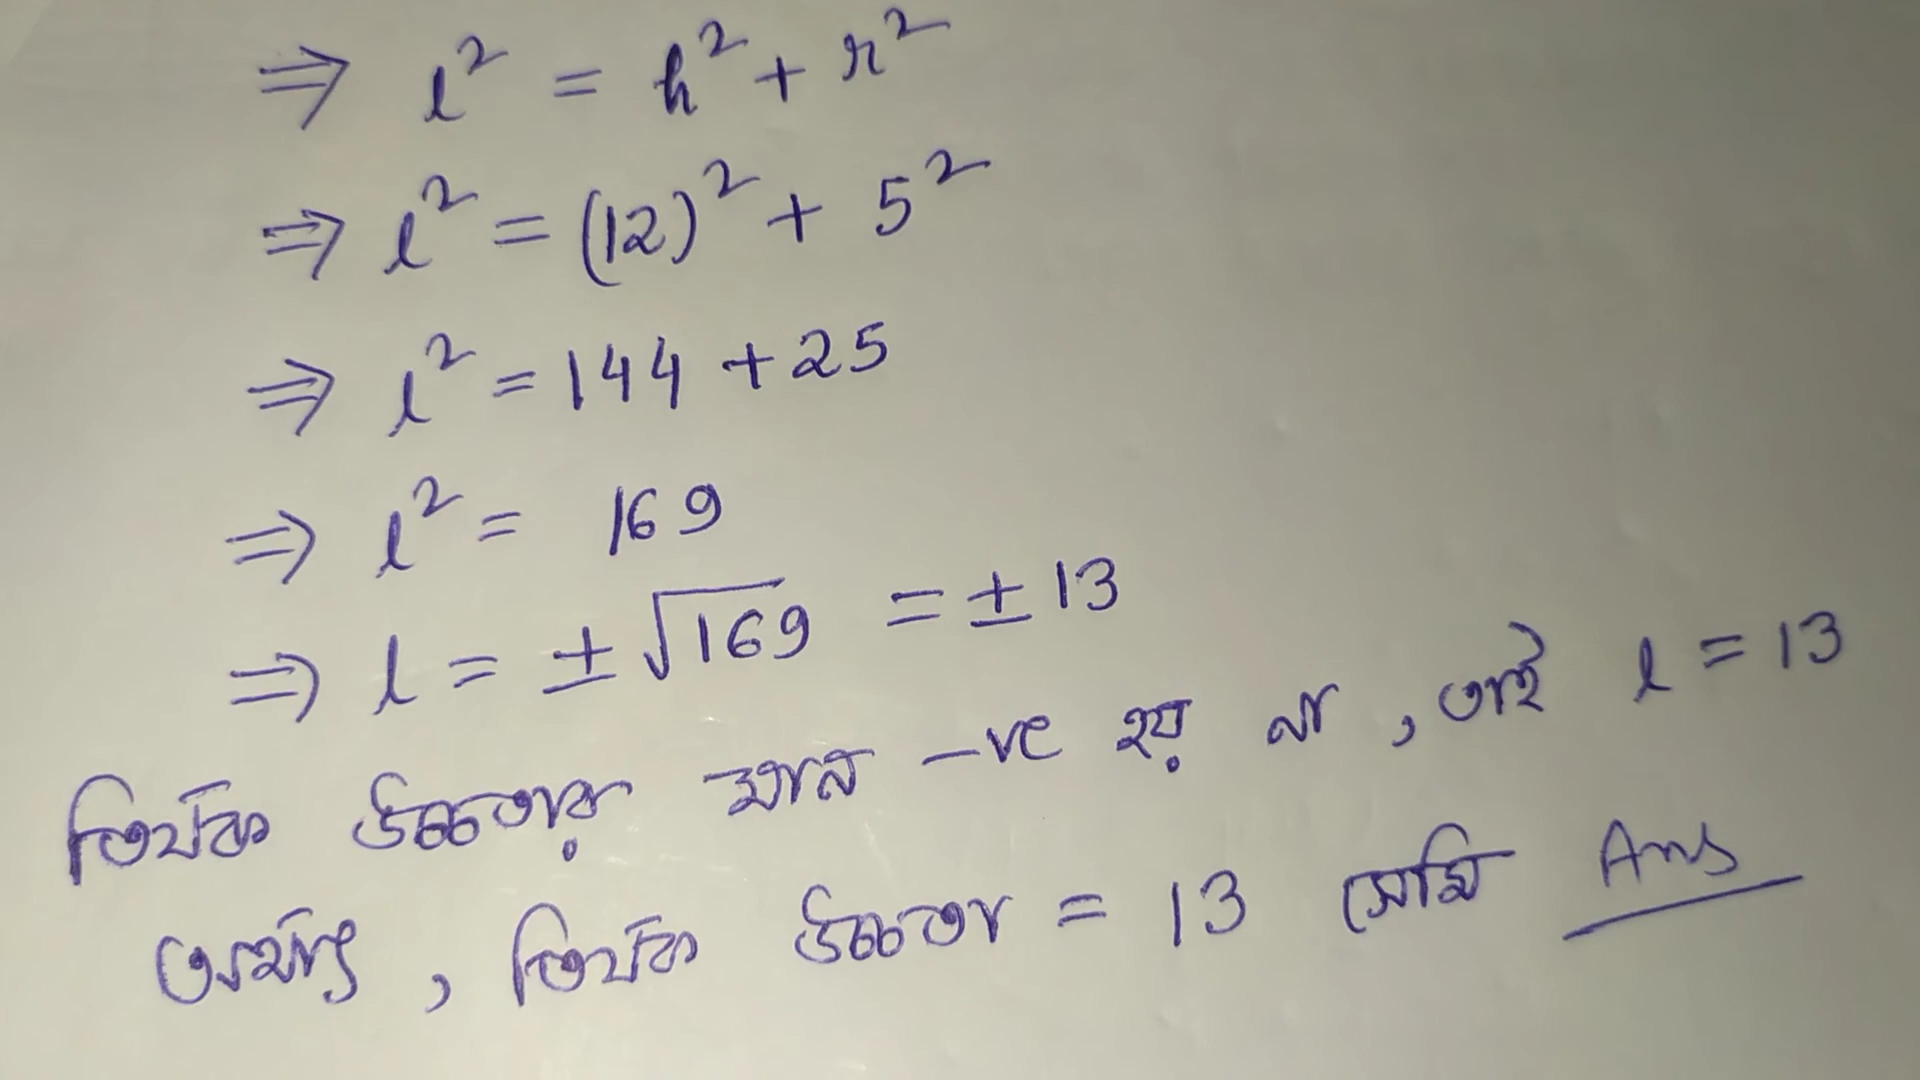 ⇒ l² = h² + r²
⇒ l² = (12)² + 5²
⇒ l² = 144 + 25
⇒ l² = 169
⇒ l = ± √169 = ± 13
তির্যক উচ্চতার মান -ve হয় না, তাই l = 13
অর্থাৎ, তির্যক উচ্চতা = 13 সেমি Ans